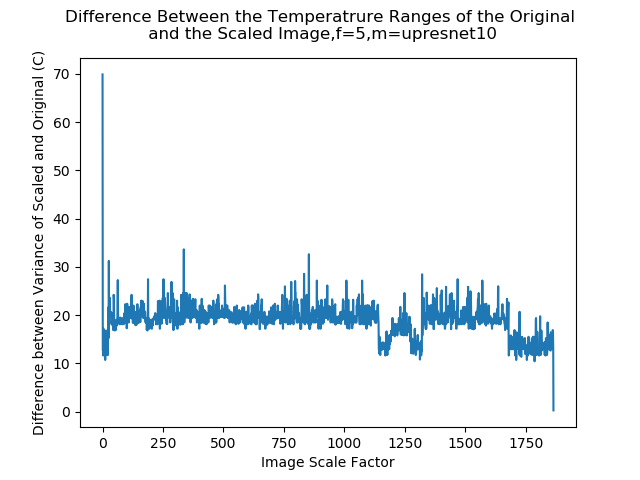 Difference Between the Temperatrure Ranges of the Original
and the Scaled Image,f=5,m=upresnet10
Difference between Variance of Scaled and Original (C)
70
60
50
40
30
20
10
0
0 250 500 750 1000 1250 1500 1750
Image Scale Factor